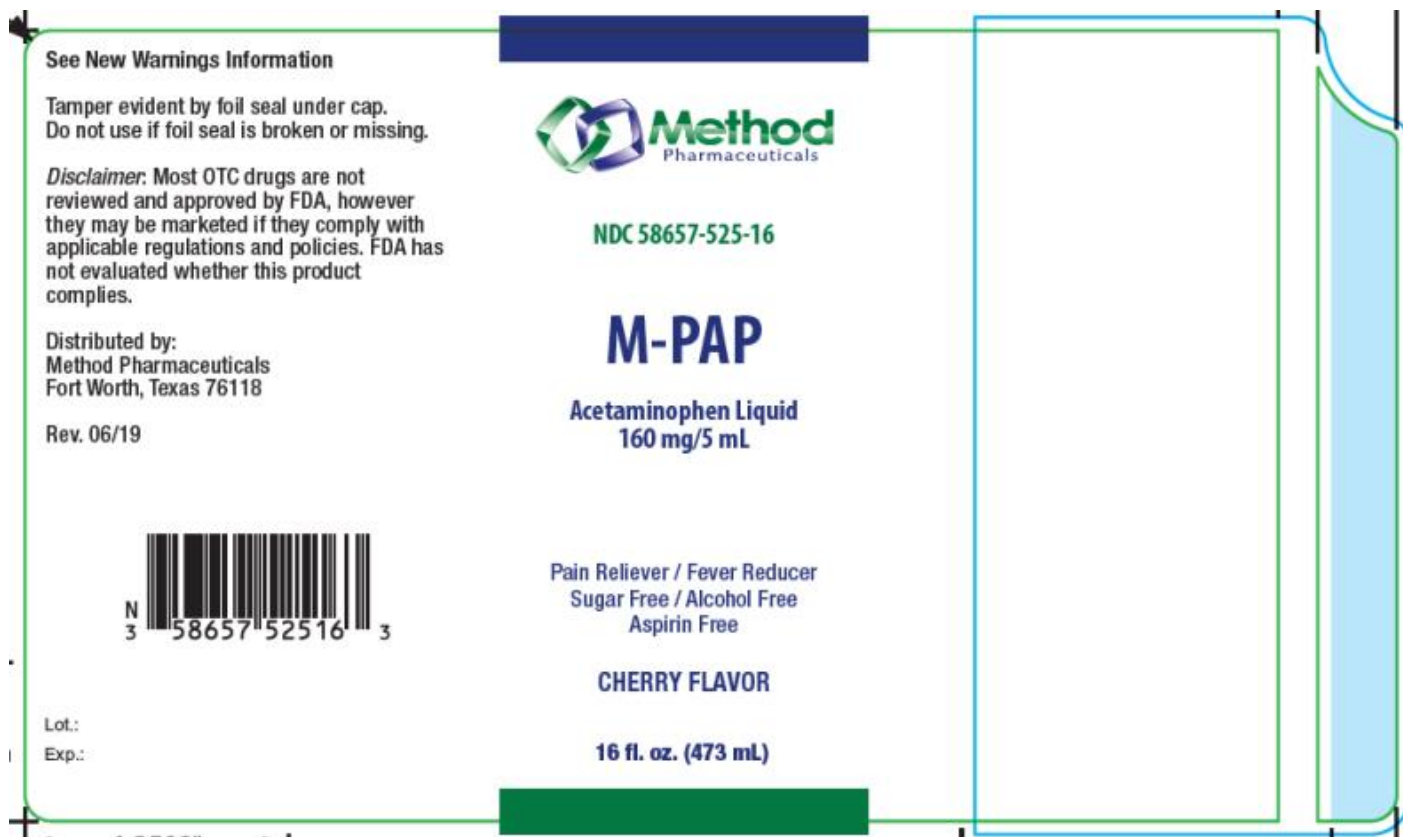 See New Warnings Information
Tamper evident by foil seal under cap.
Do not use if foil seal is broken or missing.
Disclaimer: Most OTC drugs are not
reviewed and approved by FDA, however
they may be marketed if they comply with
applicable regulations and policies. FDA has
not evaluated whether this product
complies.
Distributed by:
Method Pharmaceuticals
Fort Worth, Texas 76118
Rev. 06/19
N
3 58657 52516 3
Lot.:
Exp.:
Method
Pharmaceuticals
NDC 58657-525-16
M-PAP
Acetaminophen Liquid
160 mg/5 mL
Pain Reliever / Fever Reducer
Sugar Free / Alcohol Free
Aspirin Free
CHERRY FLAVOR
16 fl. oz. (473 mL)